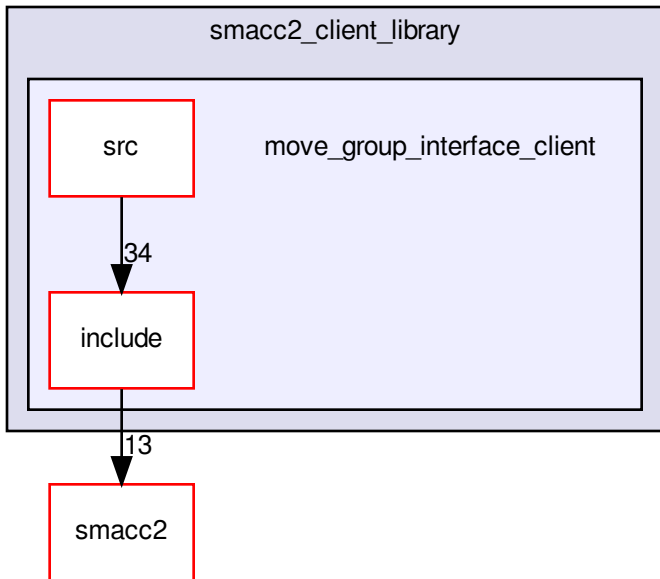 smacc2_client_library
src
move_group_interface_client
34
include
13
smacc2